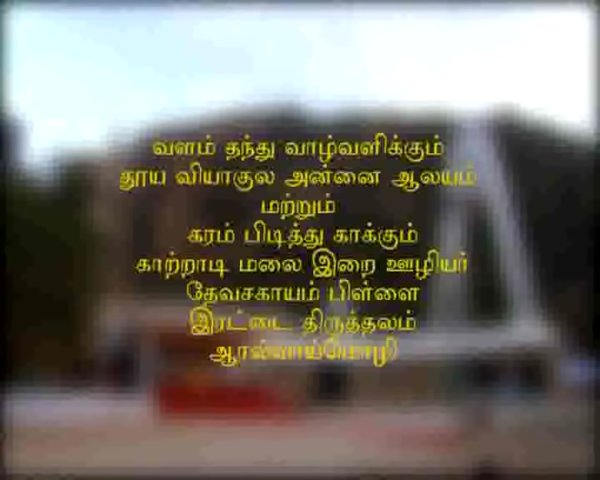 வளம் தந்து வாழ்வளிக்கும்
தூய வியாகுல அன்னை ஆலயம்
மற்றும்
கரம் பிடித்து காக்கும்
காற்றாடி மலை இறை ஊழியர்
தேவசகாயம் பிள்ளை
இரட்டை திருத்தலம்
ஆரல்வாய்மொழி